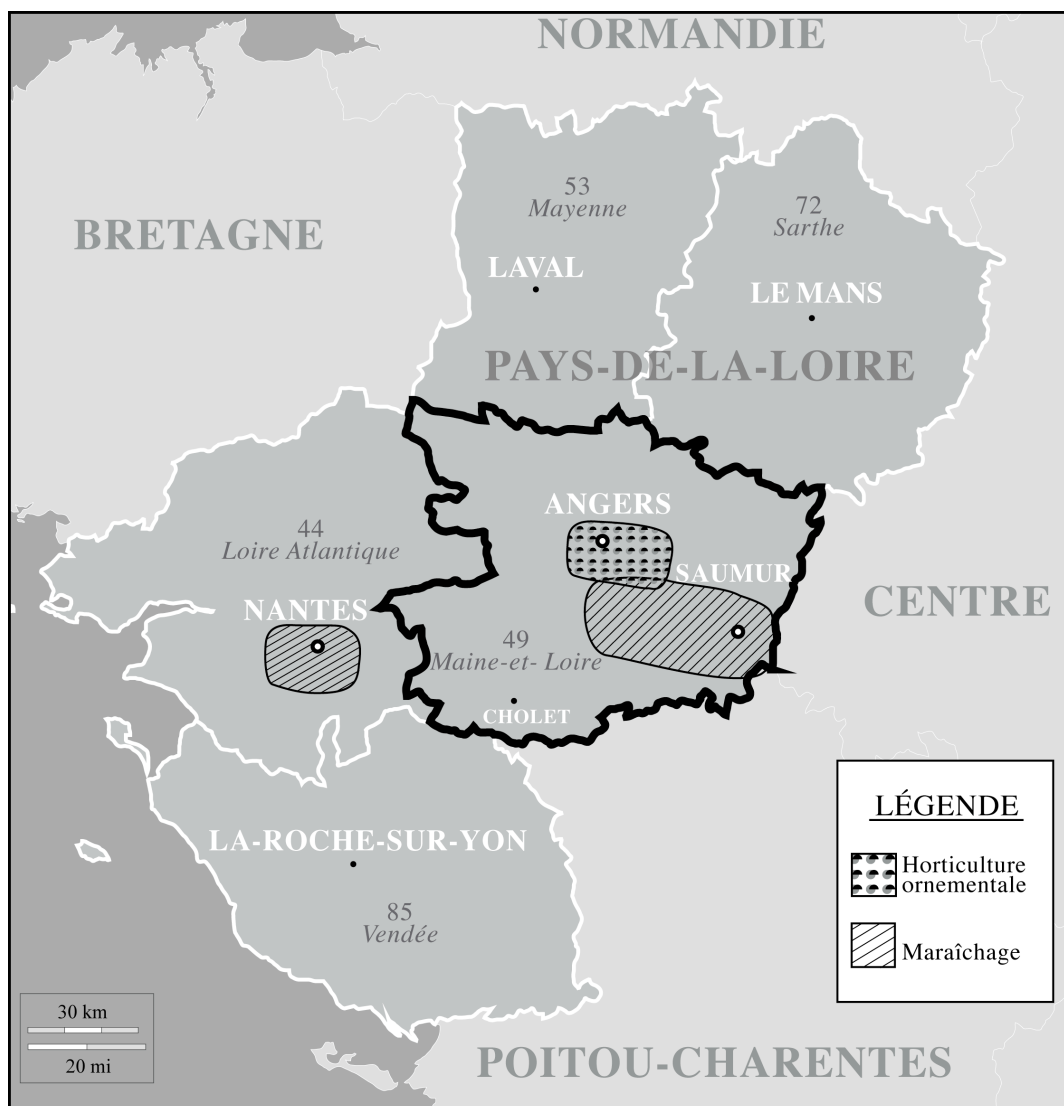 NORMANDIE
53
Mayenne
72
Sarthe
BRETAGNE
LAVAL
LE MANS
PAYS-DE-LA-LOIRE
ANGERS
44
Loire Atlantique
SAUMUR
CENTRE
NANTES
49
Maine-et- Loire
CHOLET
LÉGENDE
Horticulture
ornementale
Maraîchage
LA-ROCHE-SUR-YON
85
Vendée
30 km
20 mi
POITOU-CHARENTES